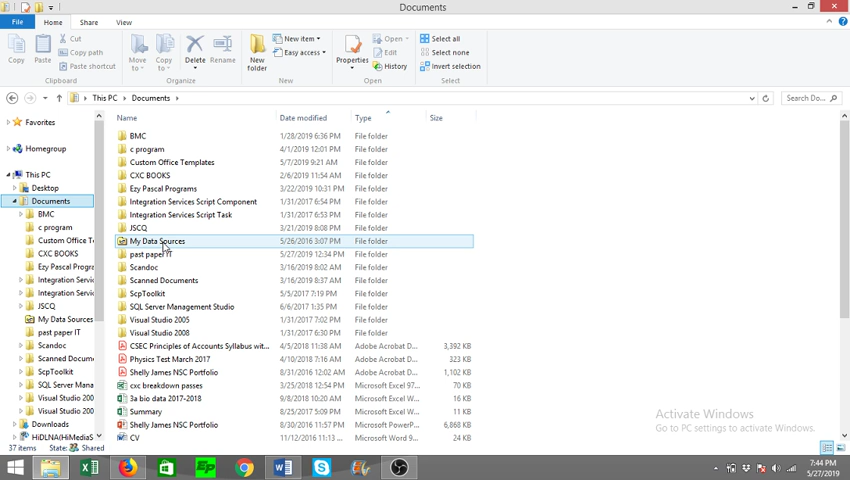 Documents
File Home Share View
Copy Paste Cut Copy path Paste shortcut Clipboard
Move to Copy to Delete Rename Organize
New folder New item Easy access New
Properties Open Edit History Open
Select all Select none Invert selection Select
This PC Documents Search Do...
Favorites
Homegroup
This PC
Desktop
Documents
BMC
c program
Custom Office Te
CXC BOOKS
Ezy Pascal Progra
Integration Servic
Integration Servic
JSCQ
My Data Sources
past paper IT
Scandoc
Scanned Docum
ScpToolkit
SQL Server Mana
Visual Studio 200
Visual Studio 200
Downloads
HiDLNA(HiMediaS
Name Date modified Type Size
BMC 1/28/2019 6:36 PM File folder
c program 4/1/2019 12:01 PM File folder
Custom Office Templates 5/7/2019 9:21 AM File folder
CXC BOOKS 2/6/2019 11:54 AM File folder
Ezy Pascal Programs 3/22/2019 10:31 PM File folder
Integration Services Script Component 1/31/2017 6:54 PM File folder
Integration Services Script Task 1/31/2017 6:53 PM File folder
JSCQ 3/21/2019 8:08 PM File folder
My Data Sources 5/26/2016 3:07 PM File folder
past paper IT 5/27/2019 12:34 PM File folder
Scandoc 3/16/2019 8:02 AM File folder
Scanned Documents 3/16/2019 8:37 AM File folder
ScpToolkit 5/5/2017 7:19 PM File folder
SQL Server Management Studio 6/6/2017 1:35 PM File folder
Visual Studio 2005 1/31/2017 7:02 PM File folder
Visual Studio 2008 1/31/2017 6:30 PM File folder
CSEC Principles of Accounts Syllabus wit... 4/5/2018 11:38 AM Adobe Acrobat D... 3,392 KB
Physics Test March 2017 4/10/2018 7:16 AM Adobe Acrobat D... 323 KB
Shelly James NSC Portfolio 8/31/2016 12:02 AM Adobe Acrobat D... 1,102 KB
cxc breakdown passes 3/25/2018 12:54 PM Microsoft Excel 97... 70 KB
3a bio data 2017-2018 9/8/2018 10:20 AM Microsoft Excel W... 16 KB
Summary 8/25/2017 5:09 PM Microsoft Excel W... 11 KB
Shelly James NSC Portfolio 8/30/2016 11:57 PM Microsoft PowerP... 6,868 KB
CV 11/12/2016 11:13 ... Microsoft Word 9... 24 KB
Activate Windows
Go to PC settings to activate Windows.
37 items State: Shared
7:44 PM
5/27/2019